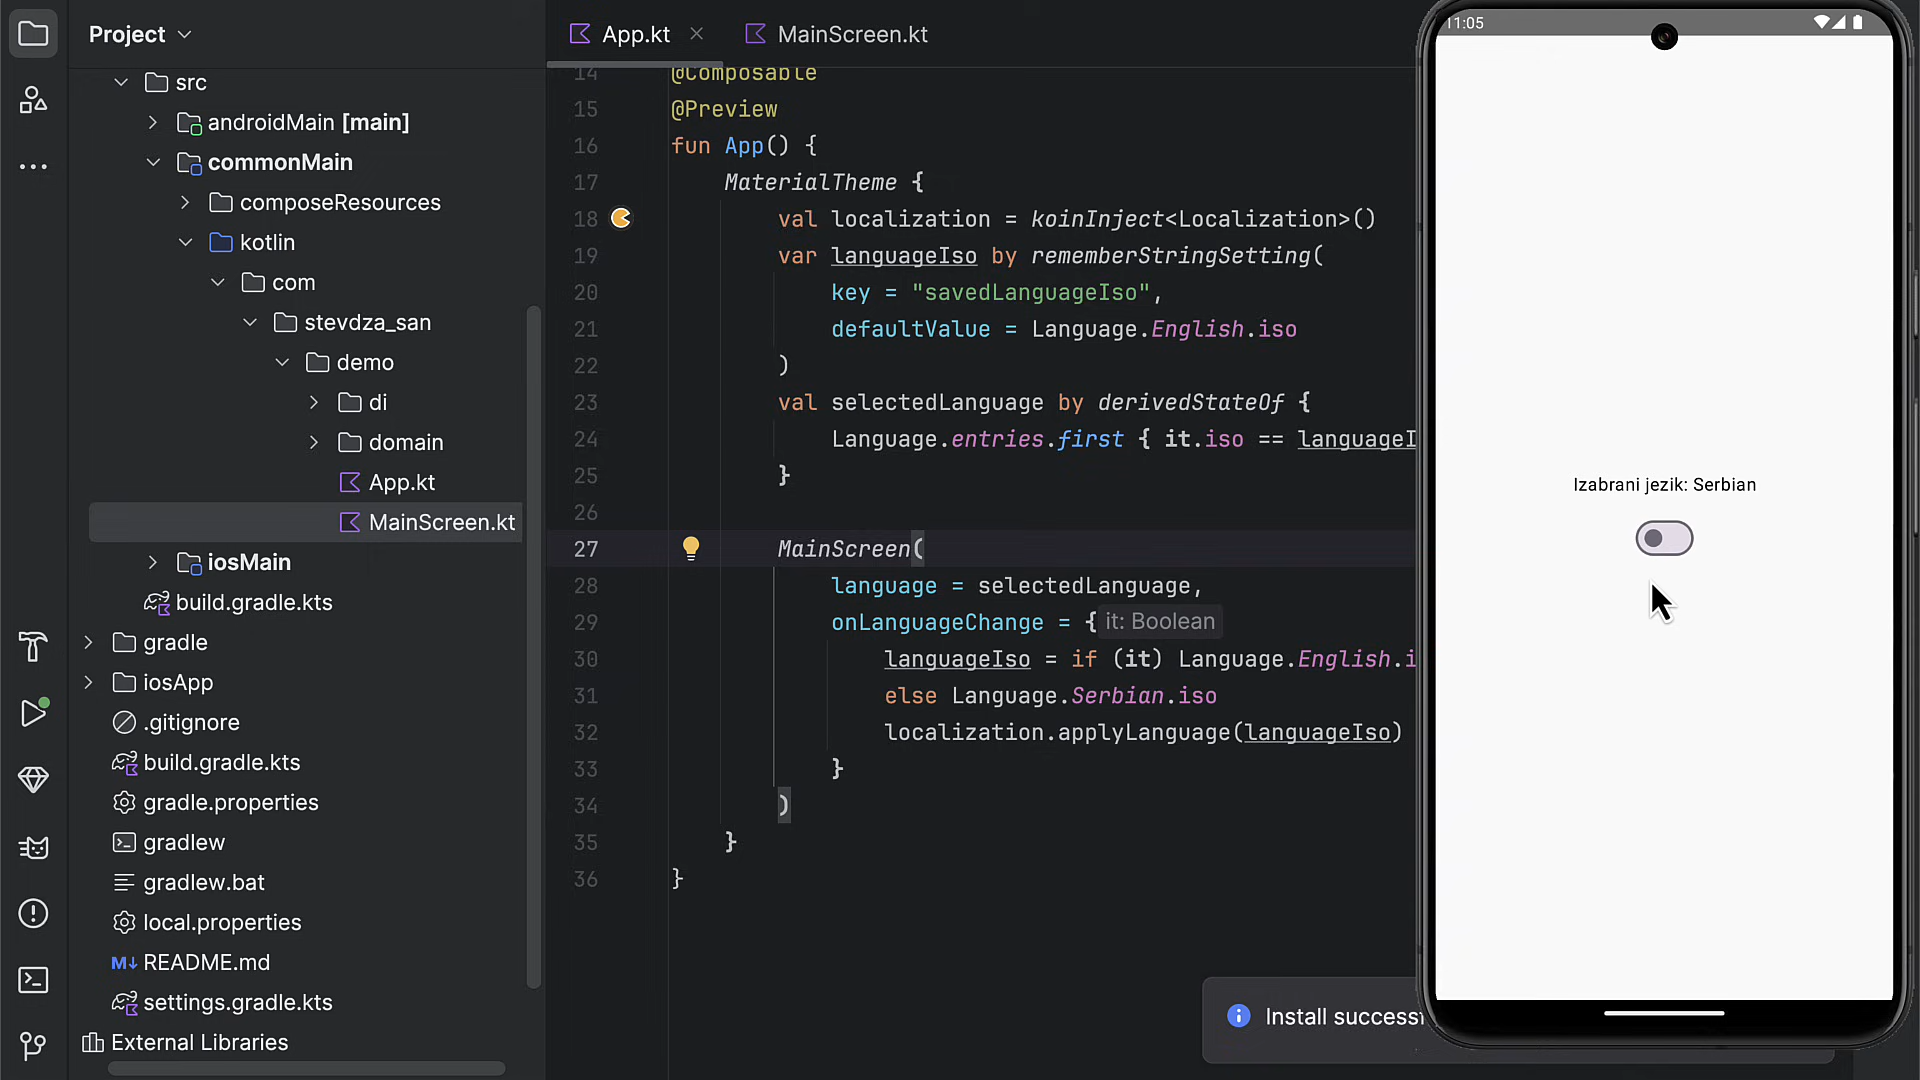 Project
src
androidMain [main]
commonMain
composeResources
kotlin
com
stevdza_san
demo
di
domain
App.kt
MainScreen.kt
iosMain
build.gradle.kts
gradle
iosApp
.gitignore
build.gradle.kts
gradle.properties
gradlew
gradlew.bat
local.properties
M↓ README.md
settings.gradle.kts
External Libraries
App.kt
MainScreen.kt
14 @Composable
15 @Preview
16 fun App() {
17 MaterialTheme {
18 val localization = koinInject<Localization>()
19 var languageIso by rememberStringSetting(
20 key = "savedLanguageIso",
21 defaultValue = Language.English.iso
22 )
23 val selectedLanguage by derivedStateOf {
24 Language.entries.first { it.iso == languageI
25 }
26
27 MainScreen(
28 language = selectedLanguage,
29 onLanguageChange = { it: Boolean
30 languageIso = if (it) Language.English.i
31 else Language.Serbian.iso
32 localization.applyLanguage(languageIso)
33 }
34 )
35 }
36 }
Install success
11:05
Izabrani jezik: Serbian